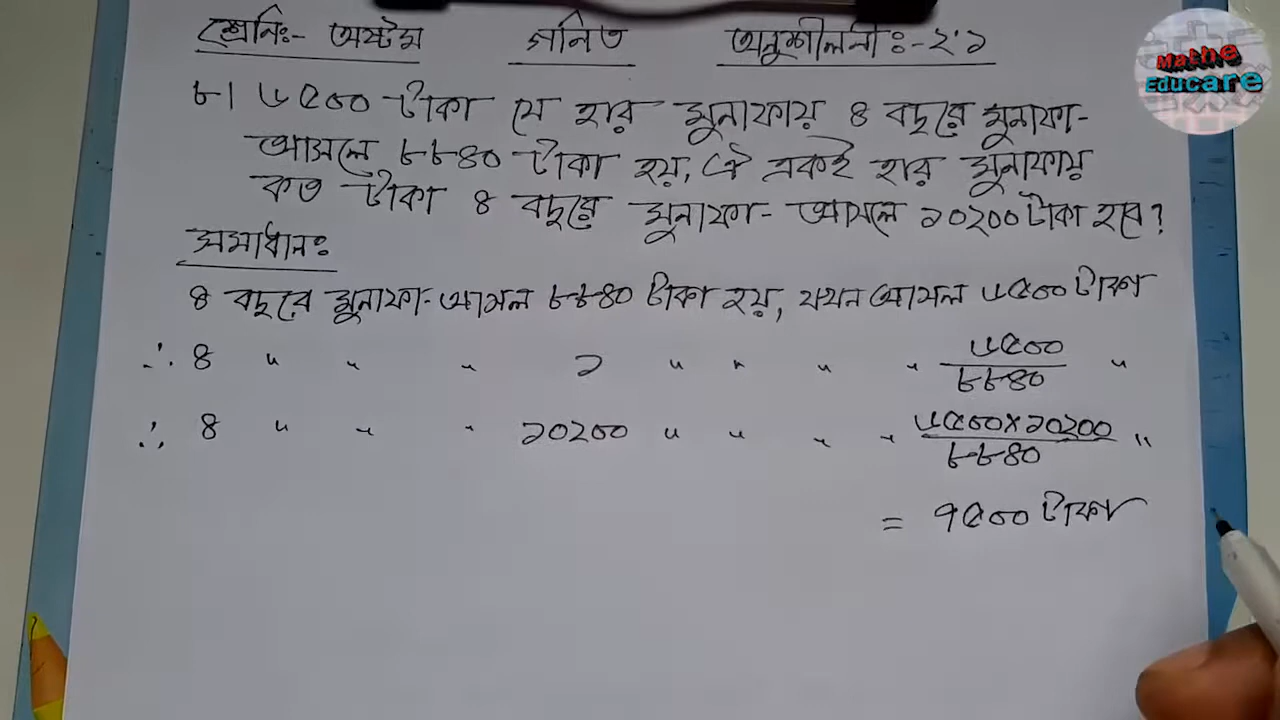 শ্রেনিঃ- অষ্টম গনিত অনুশীলনীঃ-২.১
Mathe
Educare
৮। ৬৫০০ টাকা যে হার মুনাফায় ৪ বছরে মুনাফা-
আসলে ৮৮৪০ টাকা হয়, ঐ একই হার মুনাফায়
কত টাকা ৪ বছরে মুনাফা- আসলে ১০২০০ টাকা হবে?
সমাধানঃ
৪ বছরে মুনাফা-আসল ৮৮৪০ টাকা হয়, যখন আসল ৬৫০০ টাকা
∴ ৪ " " " ১ " " " " ৬৫০০/৮৮৪০ "
∴ ৪ " " " ১০২০০ " " " " ৬৫০০×১০২০০/৮৮৪০ "
= ৭৫০০ টাকা